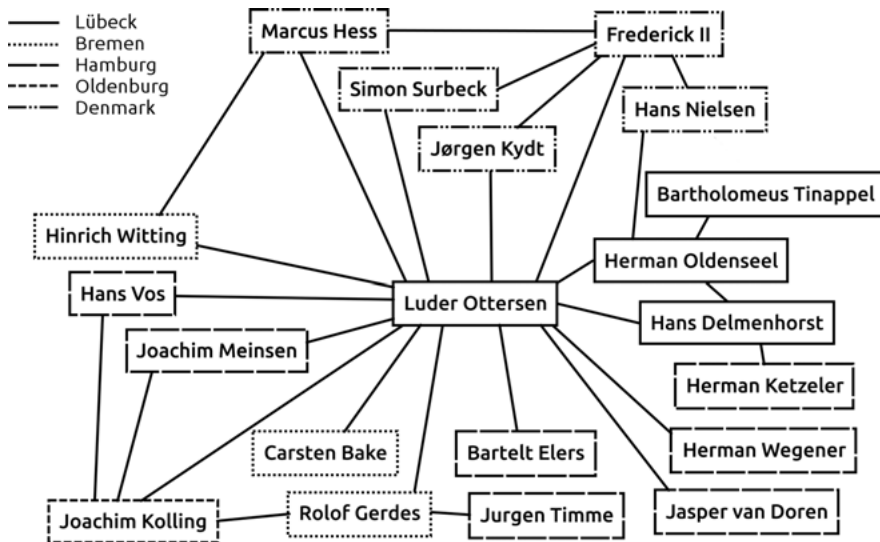 Lübeck
Bremen
Hamburg
Oldenburg
Denmark
Marcus Hess
Frederick II
Simon Surbeck
Hans Nielsen
Jørgen Kydt
Bartholomeus Tinappel
Hinrich Witting
Herman Oldenseel
Hans Vos
Luder Ottersen
Hans Delmenhorst
Joachim Meinsen
Herman Ketzeler
Carsten Bake
Bartelt Elers
Herman Wegener
Joachim Kolling
Rolof Gerdes
Jurgen Timme
Jasper van Doren